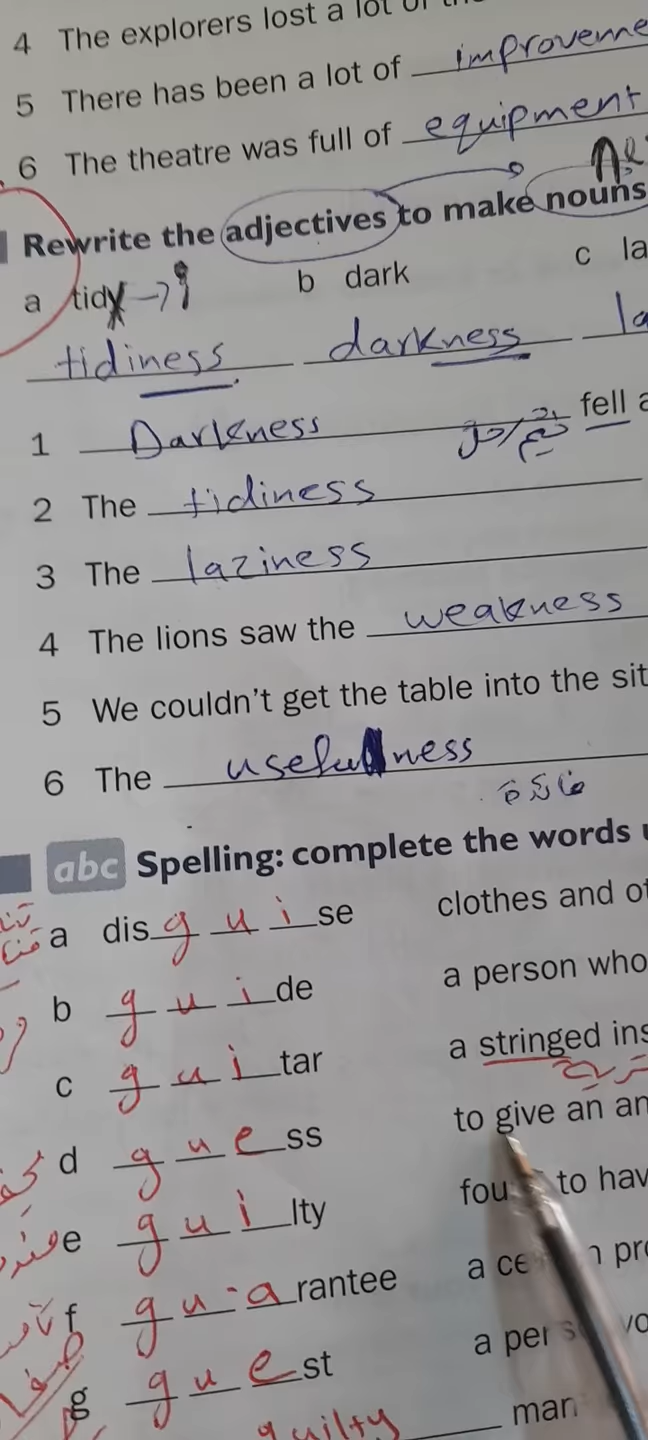 4 The explorers lost a lot of
5 There has been a lot of improveme
6 The theatre was full of equipment
Rewrite the adjectives to make nouns
a tidy → i b dark c la
tidiness darkness la
1 Darkness fell a
2 The tidiness
3 The laziness
4 The lions saw the weakness
5 We couldn't get the table into the sit
6 The usefulness
abc Spelling: complete the words u
a disguise clothes and ot
b guide a person who
c guitar a stringed ins
d guess to give an an
e guilty fou to hav
f guarantee a ce n pro
g guest a pers
guilty man